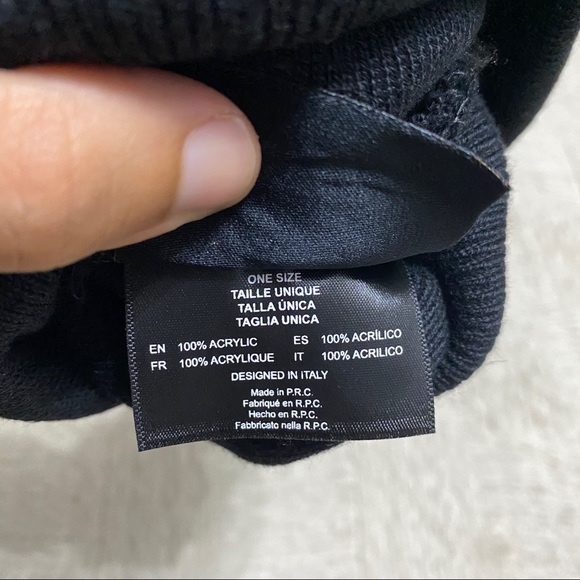 ONE SIZE
TAILLE UNIQUE
TALLA ÚNICA
TAGLIA UNICA
EN 100% ACRYLIC ES 100% ACRÍLICO
FR 100% ACRYLIQUE IT 100% ACRILICO
DESIGNED IN ITALY
Made in P.R.C.
Fabriqué en R.P.C.
Hecho en R.P.C.
Fabbricato nella R.P.C.